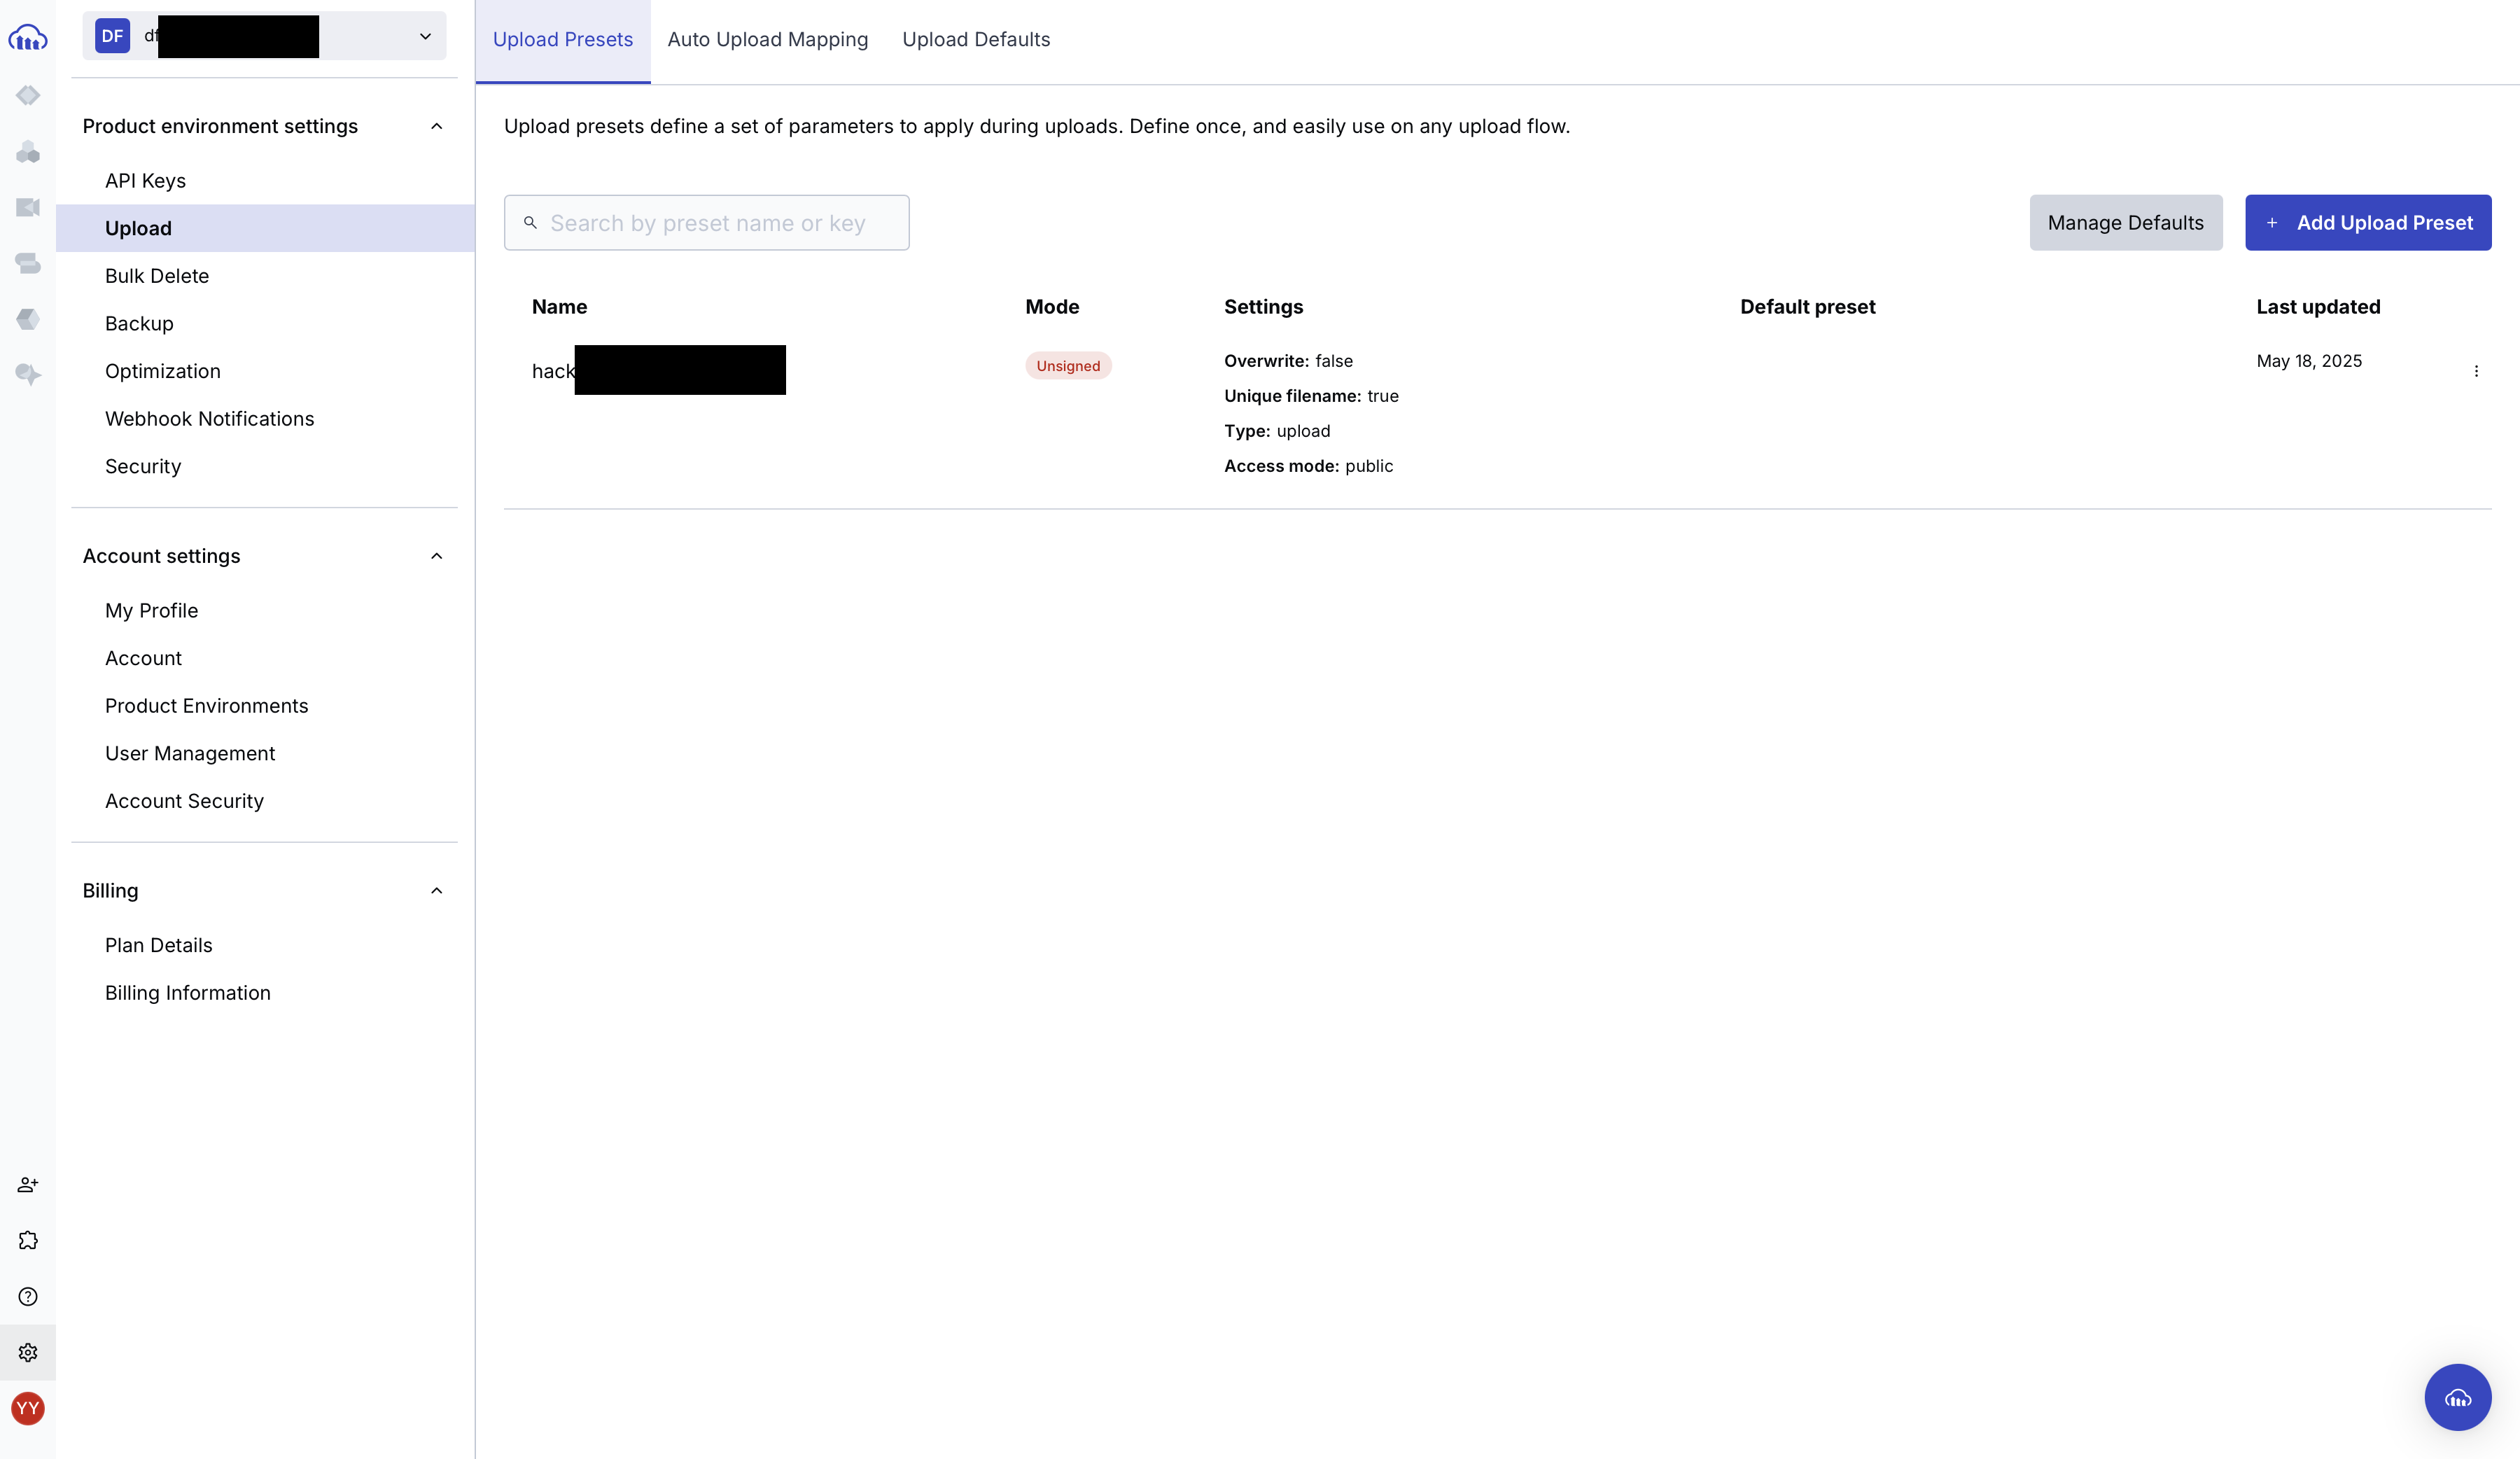 DF
df
Product environment settings
API Keys
Upload
Bulk Delete
Backup
Optimization
Webhook Notifications
Security
Account settings
My Profile
Account
Product Environments
User Management
Account Security
Billing
Plan Details
Billing Information
YY
Upload Presets Auto Upload Mapping Upload Defaults
Upload presets define a set of parameters to apply during uploads. Define once, and easily use on any upload flow.
Search by preset name or key
Manage Defaults
+ Add Upload Preset
Name Mode Settings Default preset Last updated
hack Unsigned Overwrite: false May 18, 2025
Unique filename: true
Type: upload
Access mode: public